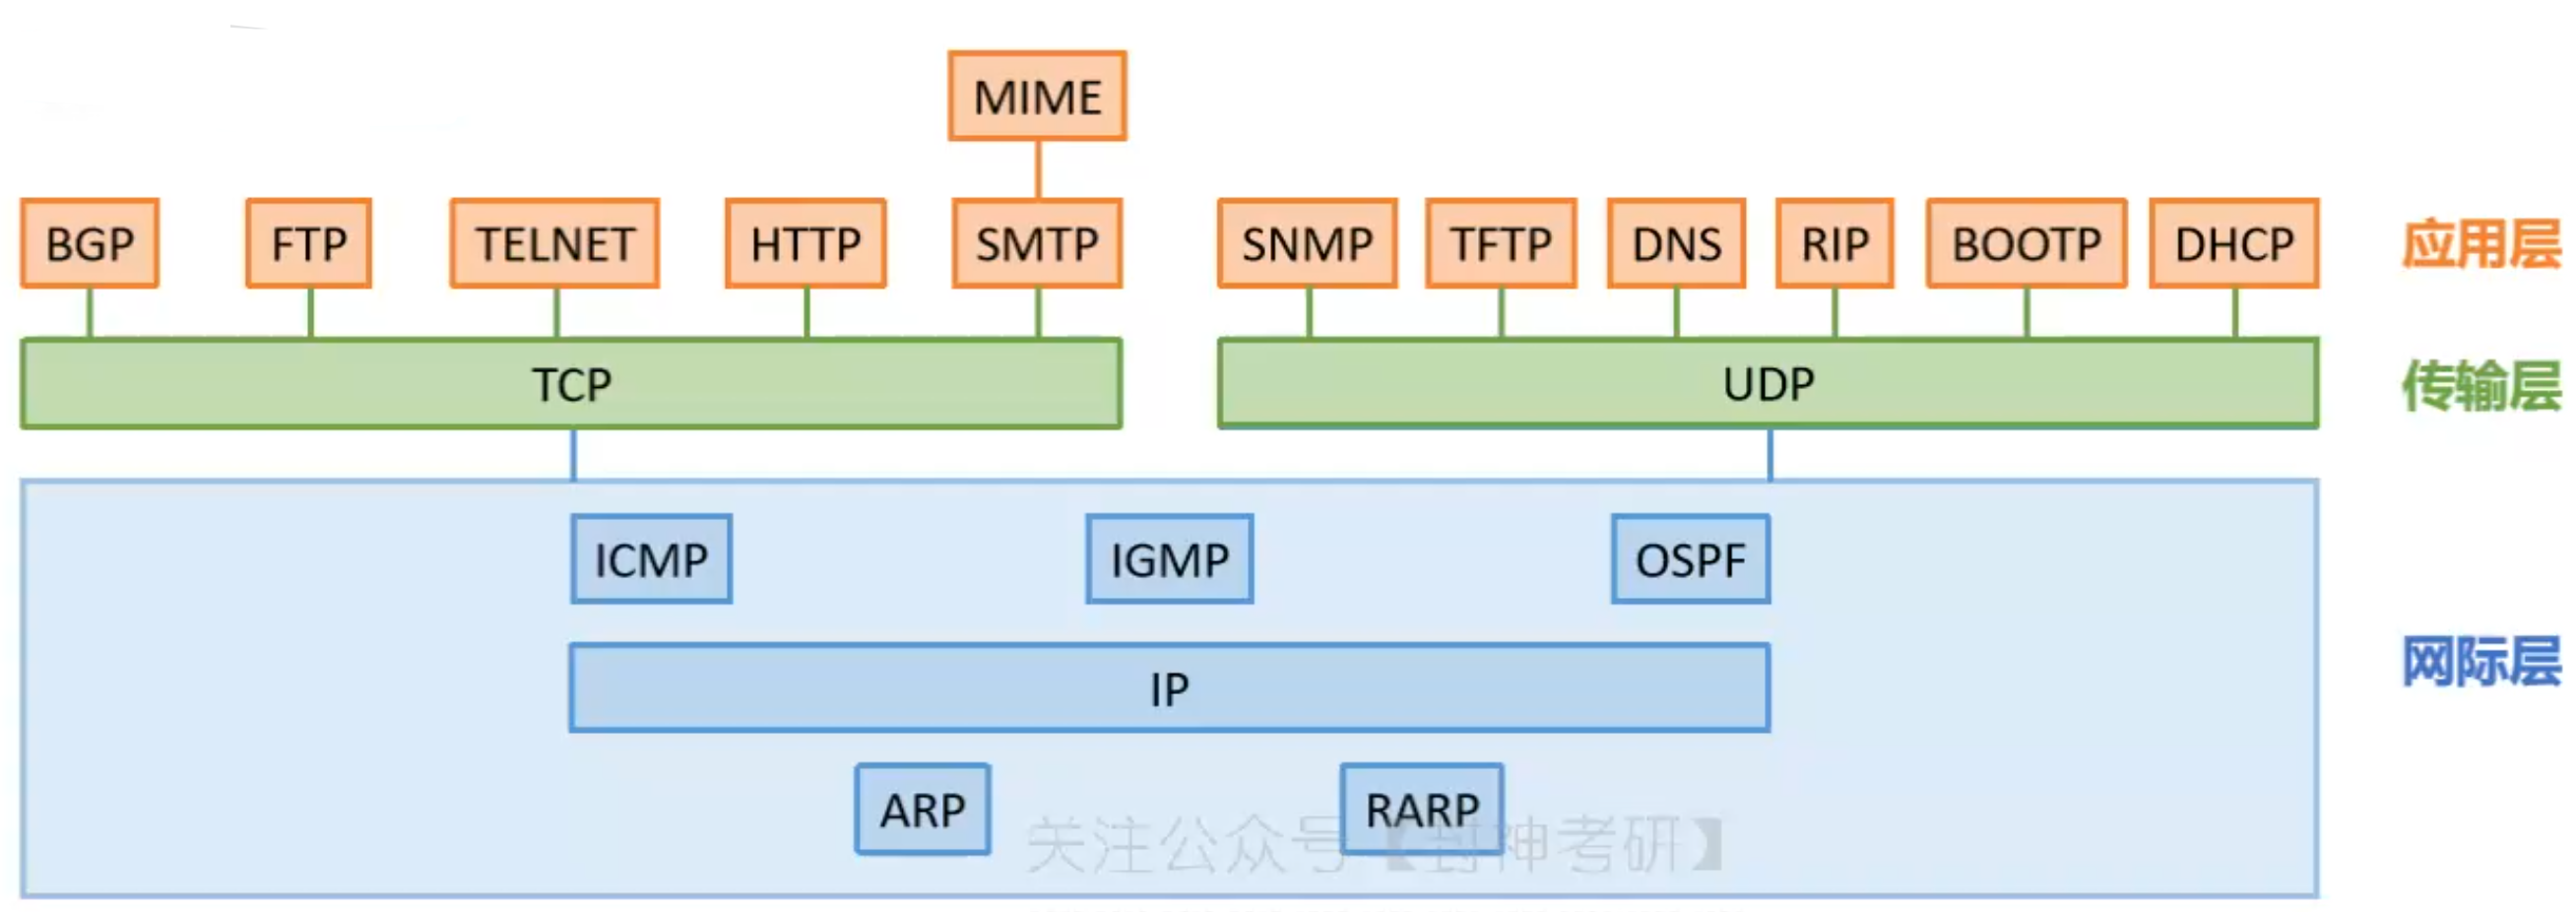 MIME
BGP FTP TELNET HTTP SMTP SNMP TFTP DNS RIP BOOTP DHCP 应用层
TCP UDP 传输层
ICMP IGMP OSPF
IP 网际层
ARP RARP
关注公众号【封神考研】